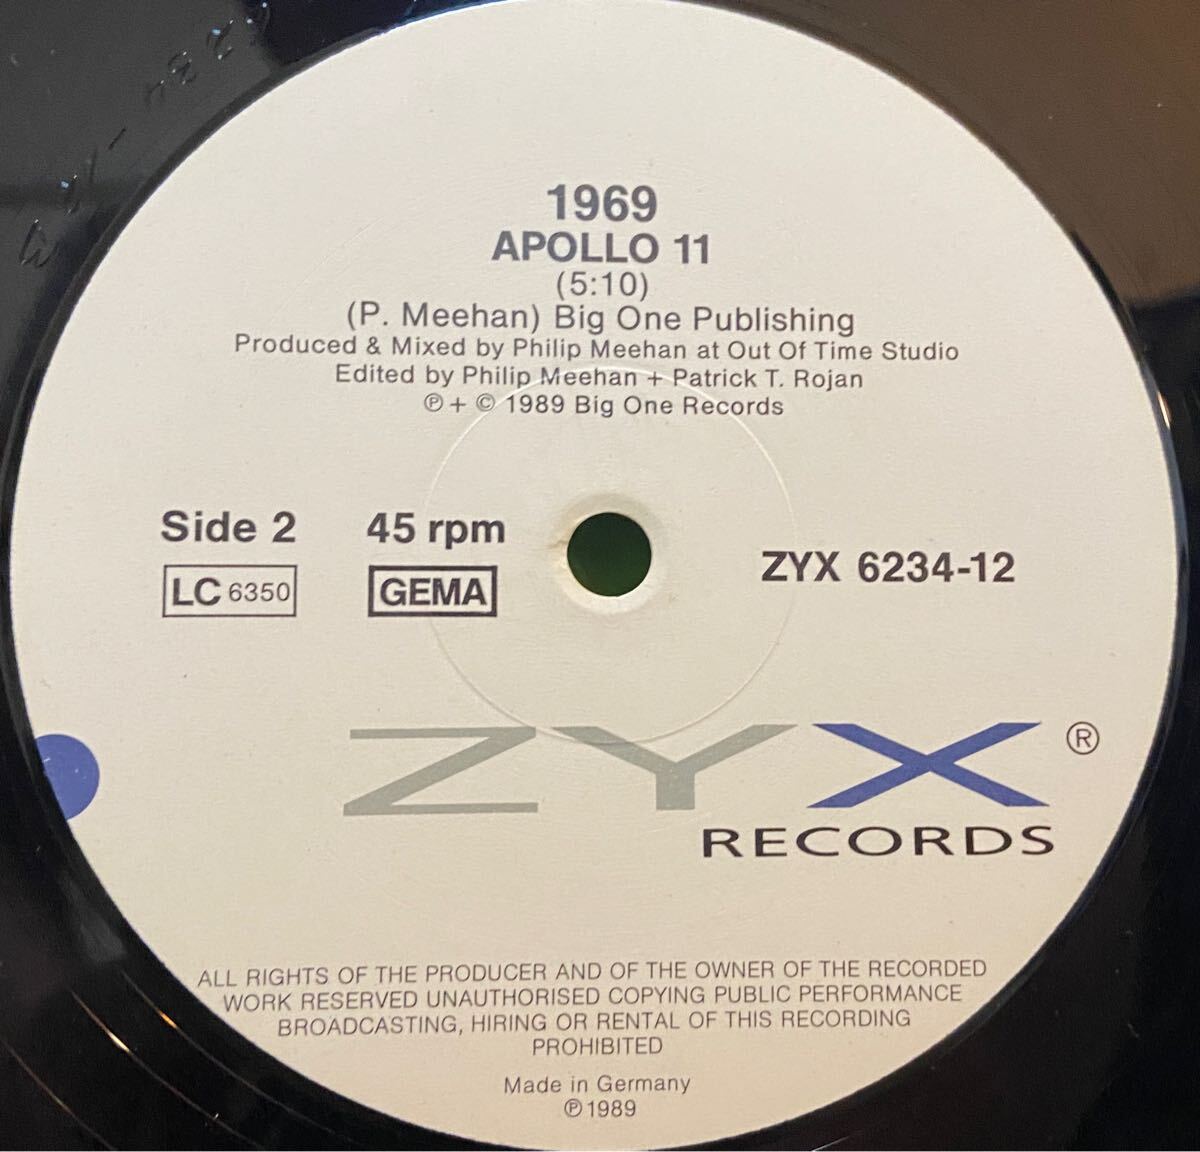 1969
APOLLO 11
(5:10)
(P. Meehan) Big One Publishing
Produced & Mixed by Philip Meehan at Out Of Time Studio
Edited by Philip Meehan + Patrick T. Rojan
℗ + © 1989 Big One Records
Side 2 45 rpm
LC 6350 GEMA
ZYX 6234-12
ZYX ®
RECORDS
ALL RIGHTS OF THE PRODUCER AND OF THE OWNER OF THE RECORDED
WORK RESERVED UNAUTHORISED COPYING PUBLIC PERFORMANCE
BROADCASTING, HIRING OR RENTAL OF THIS RECORDING
PROHIBITED
Made in Germany
℗ 1989